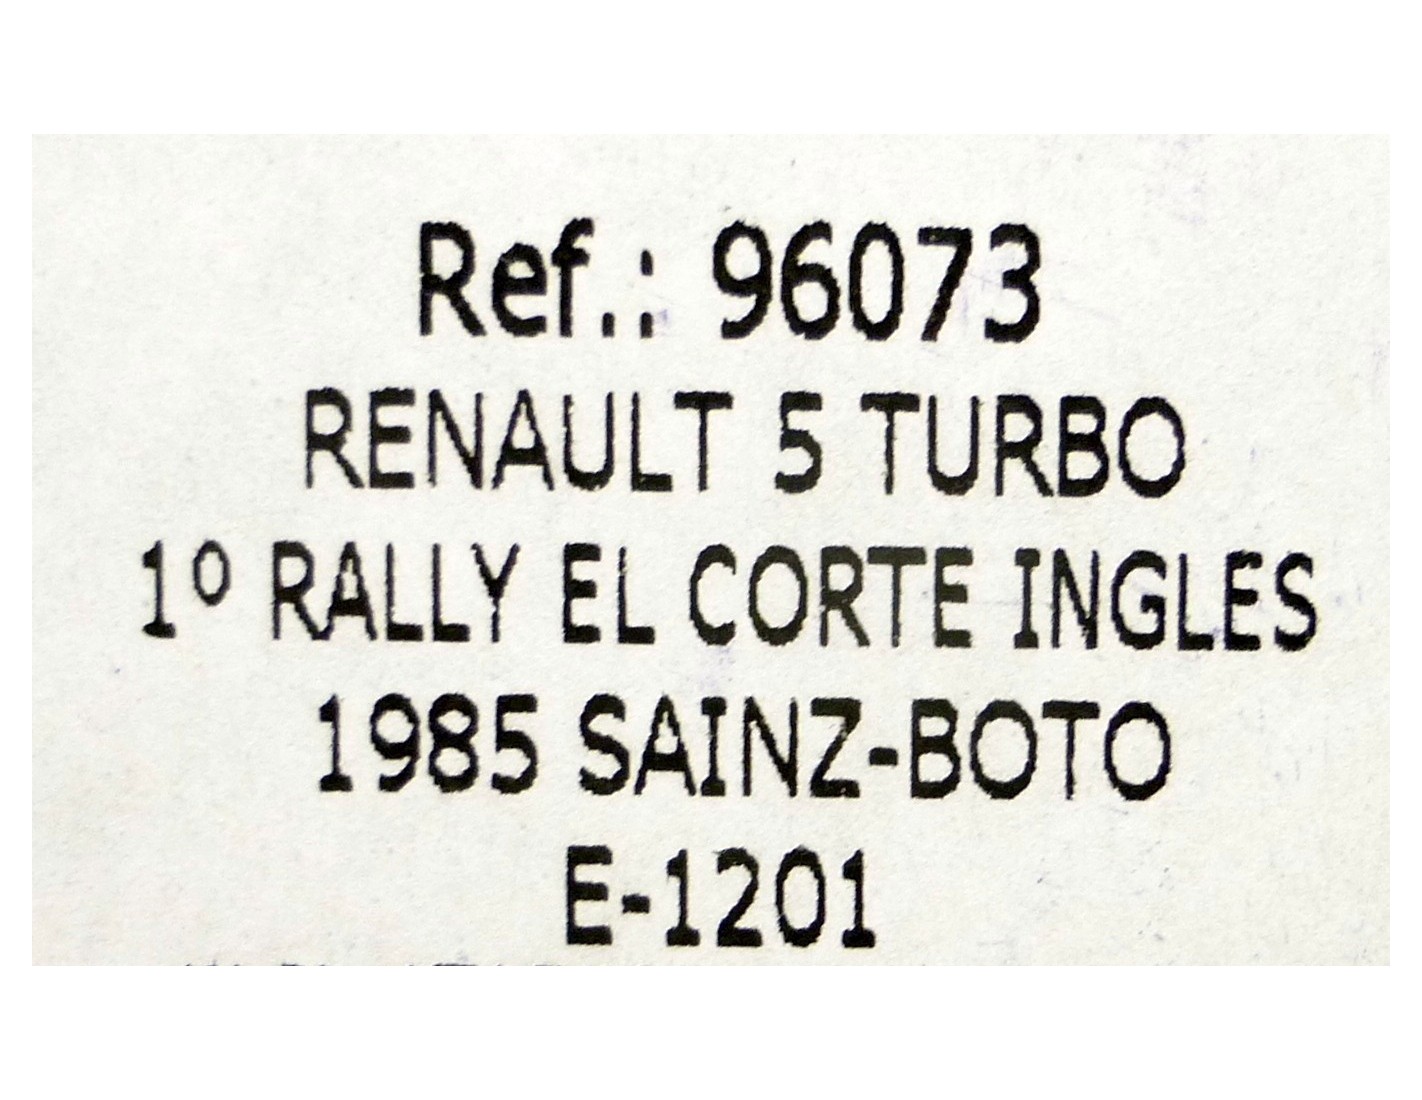 Ref.: 96073
RENAULT 5 TURBO
1º RALLY EL CORTE INGLES
1985 SAINZ-BOTO
E-1201